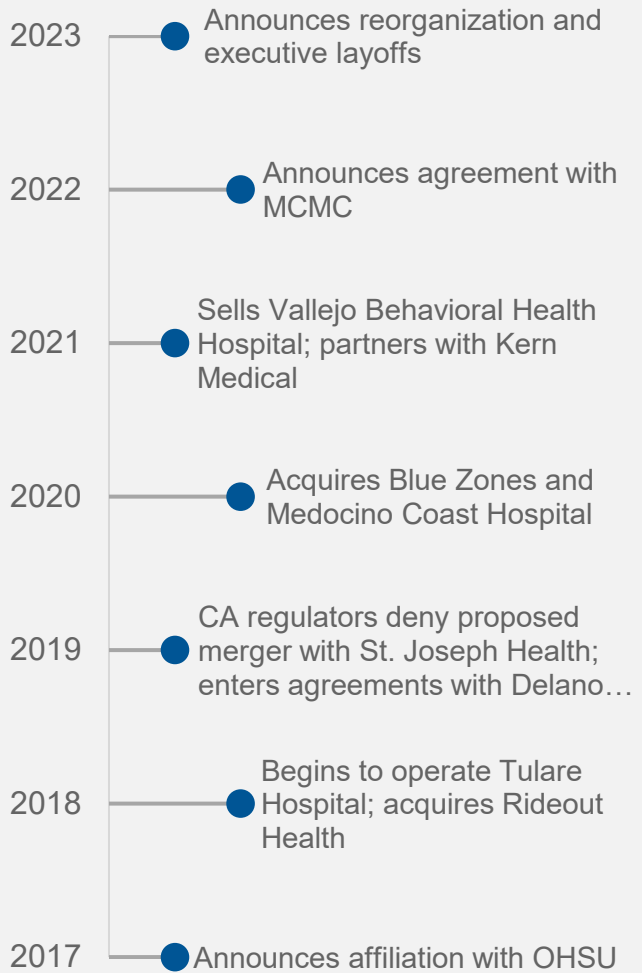 2023
Announces reorganization and
executive layoffs
2022
Announces agreement with
MCMC
2021
Sells Vallejo Behavioral Health
Hospital; partners with Kern
Medical
2020
Acquires Blue Zones and
Medocino Coast Hospital
2019
CA regulators deny proposed
merger with St. Joseph Health;
enters agreements with Delano…
2018
Begins to operate Tulare
Hospital; acquires Rideout
Health
2017
Announces affiliation with OHSU